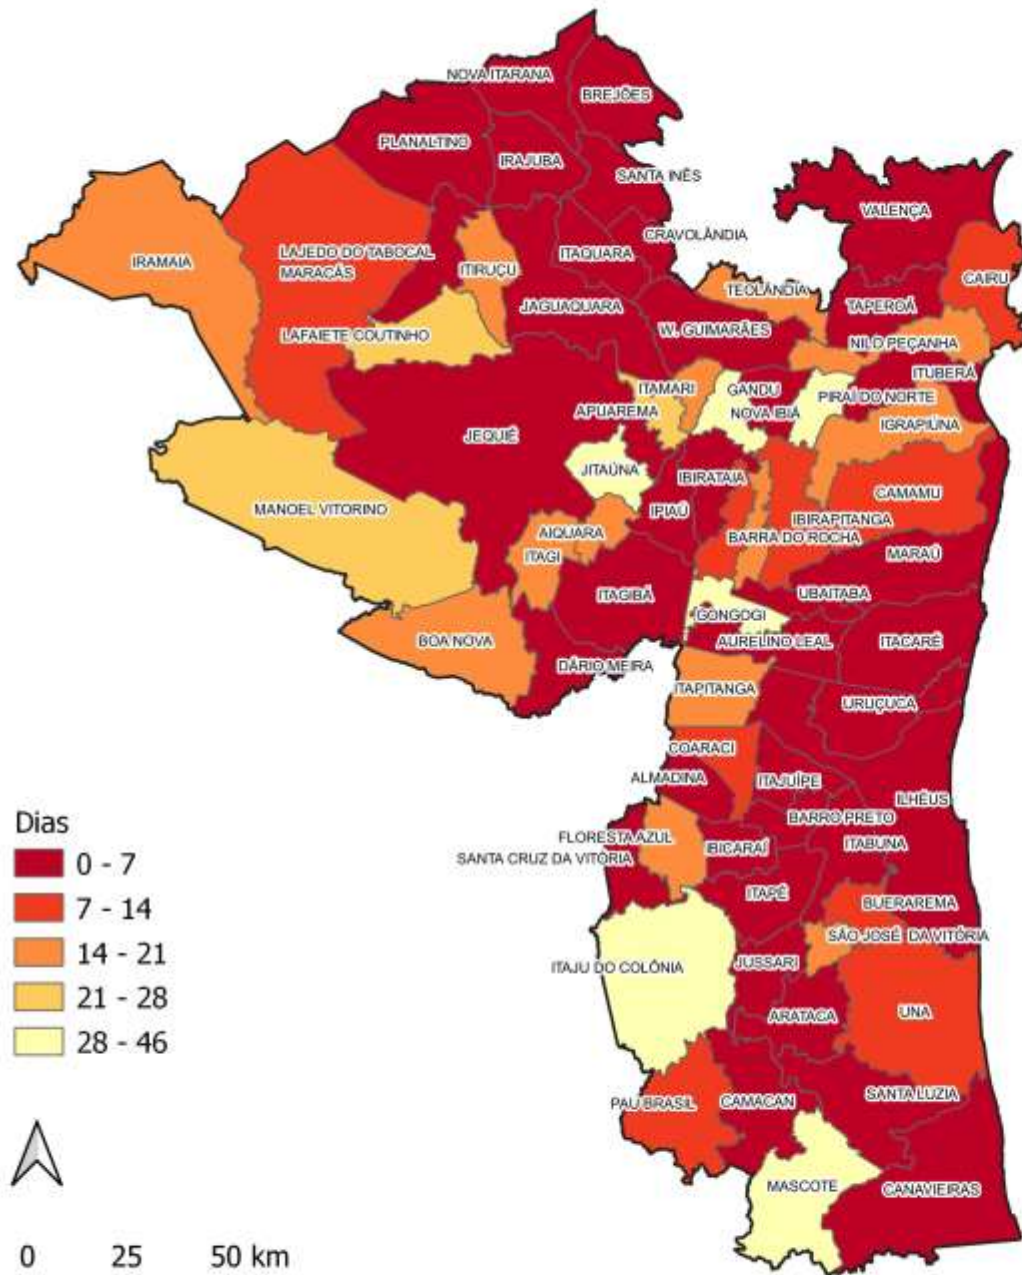 NOVA ITARANA
BREJÕES
PLANALTINO
IRAJUBA
SANTA INÊS
VALENÇA
CRAVOLÂNDIA
LAJEDO DO TABOCAL
ITAQUARA
IRAMAIA
ITIRUÇU
MARACÁS
CAIRU
TEOLÂNDIA
JAGUAQUARA
TAPEROÁ
LAFAIETE COUTINHO
W. GUIMARÃES
NILO PEÇANHA
ITUBERÁ
ITAMARI
GANDU
PIRAÍ DO NORTE
APUAREMA
NOVA IBIÁ
IGRAPIÚNA
JEQUIÉ
JITAÚNA
IBIRATAIA
CAMAMU
MANOEL VITORINO
IPIAÚ
IBIRAPITANGA
AIQUARA
BARRA DO ROCHA
ITAGI
MARAÚ
ITAGIBÁ
UBAITABA
GONGOGI
BOA NOVA
AURELINO LEAL
ITACARÉ
DÁRIO MEIRA
ITAPITANGA
URUÇUCA
COARACI
ALMADINA
ITAJUÍPE
ILHÉUS
BARRO PRETO
Dias
FLORESTA AZUL
IBICARAÍ
ITABUNA
0 - 7
SANTA CRUZ DA VITÓRIA
ITAPÉ
7 - 14
BUERAREMA
14 - 21
SÃO JOSÉ DA VITÓRIA
ITAJU DO COLÔNIA
JUSSARI
21 - 28
ARATACA
UNA
28 - 46
PAU BRASIL
CAMACAN
SANTA LUZIA
MASCOTE
CANAVIEIRAS
0 25 50 km